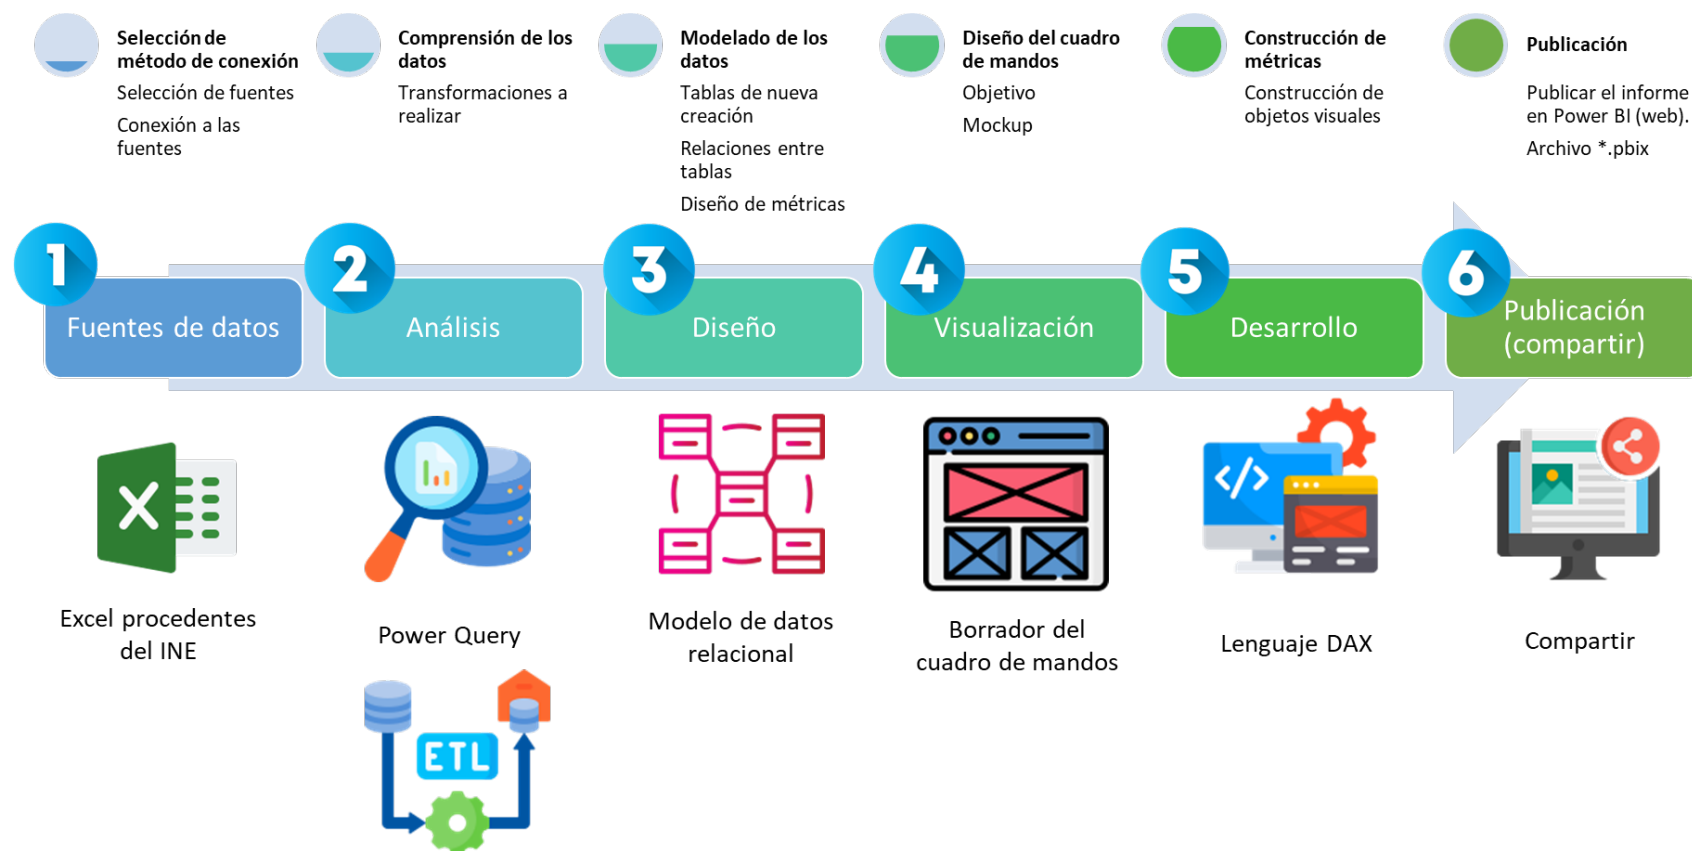 Selección de
método de conexión
Selección de fuentes
Conexión a las
fuentes
Comprensión de los
datos
Transformaciones a
realizar
Modelado de los
datos
Tablas de nueva
creación
Relaciones entre
tablas
Diseño de métricas
Diseño del cuadro
de mandos
Objetivo
Mockup
Construcción de
métricas
Construcción de
objetos visuales
Publicación
Publicar el informe
en Power BI (web).
Archivo *.pbix
1
Fuentes de datos
2
Análisis
3
Diseño
4
Visualización
5
Desarrollo
6
Publicación
(compartir)
X
</>
Excel procedentes
del INE
Power Query
Modelo de datos
relacional
Borrador del
cuadro de mandos
Lenguaje DAX
Compartir
ETL